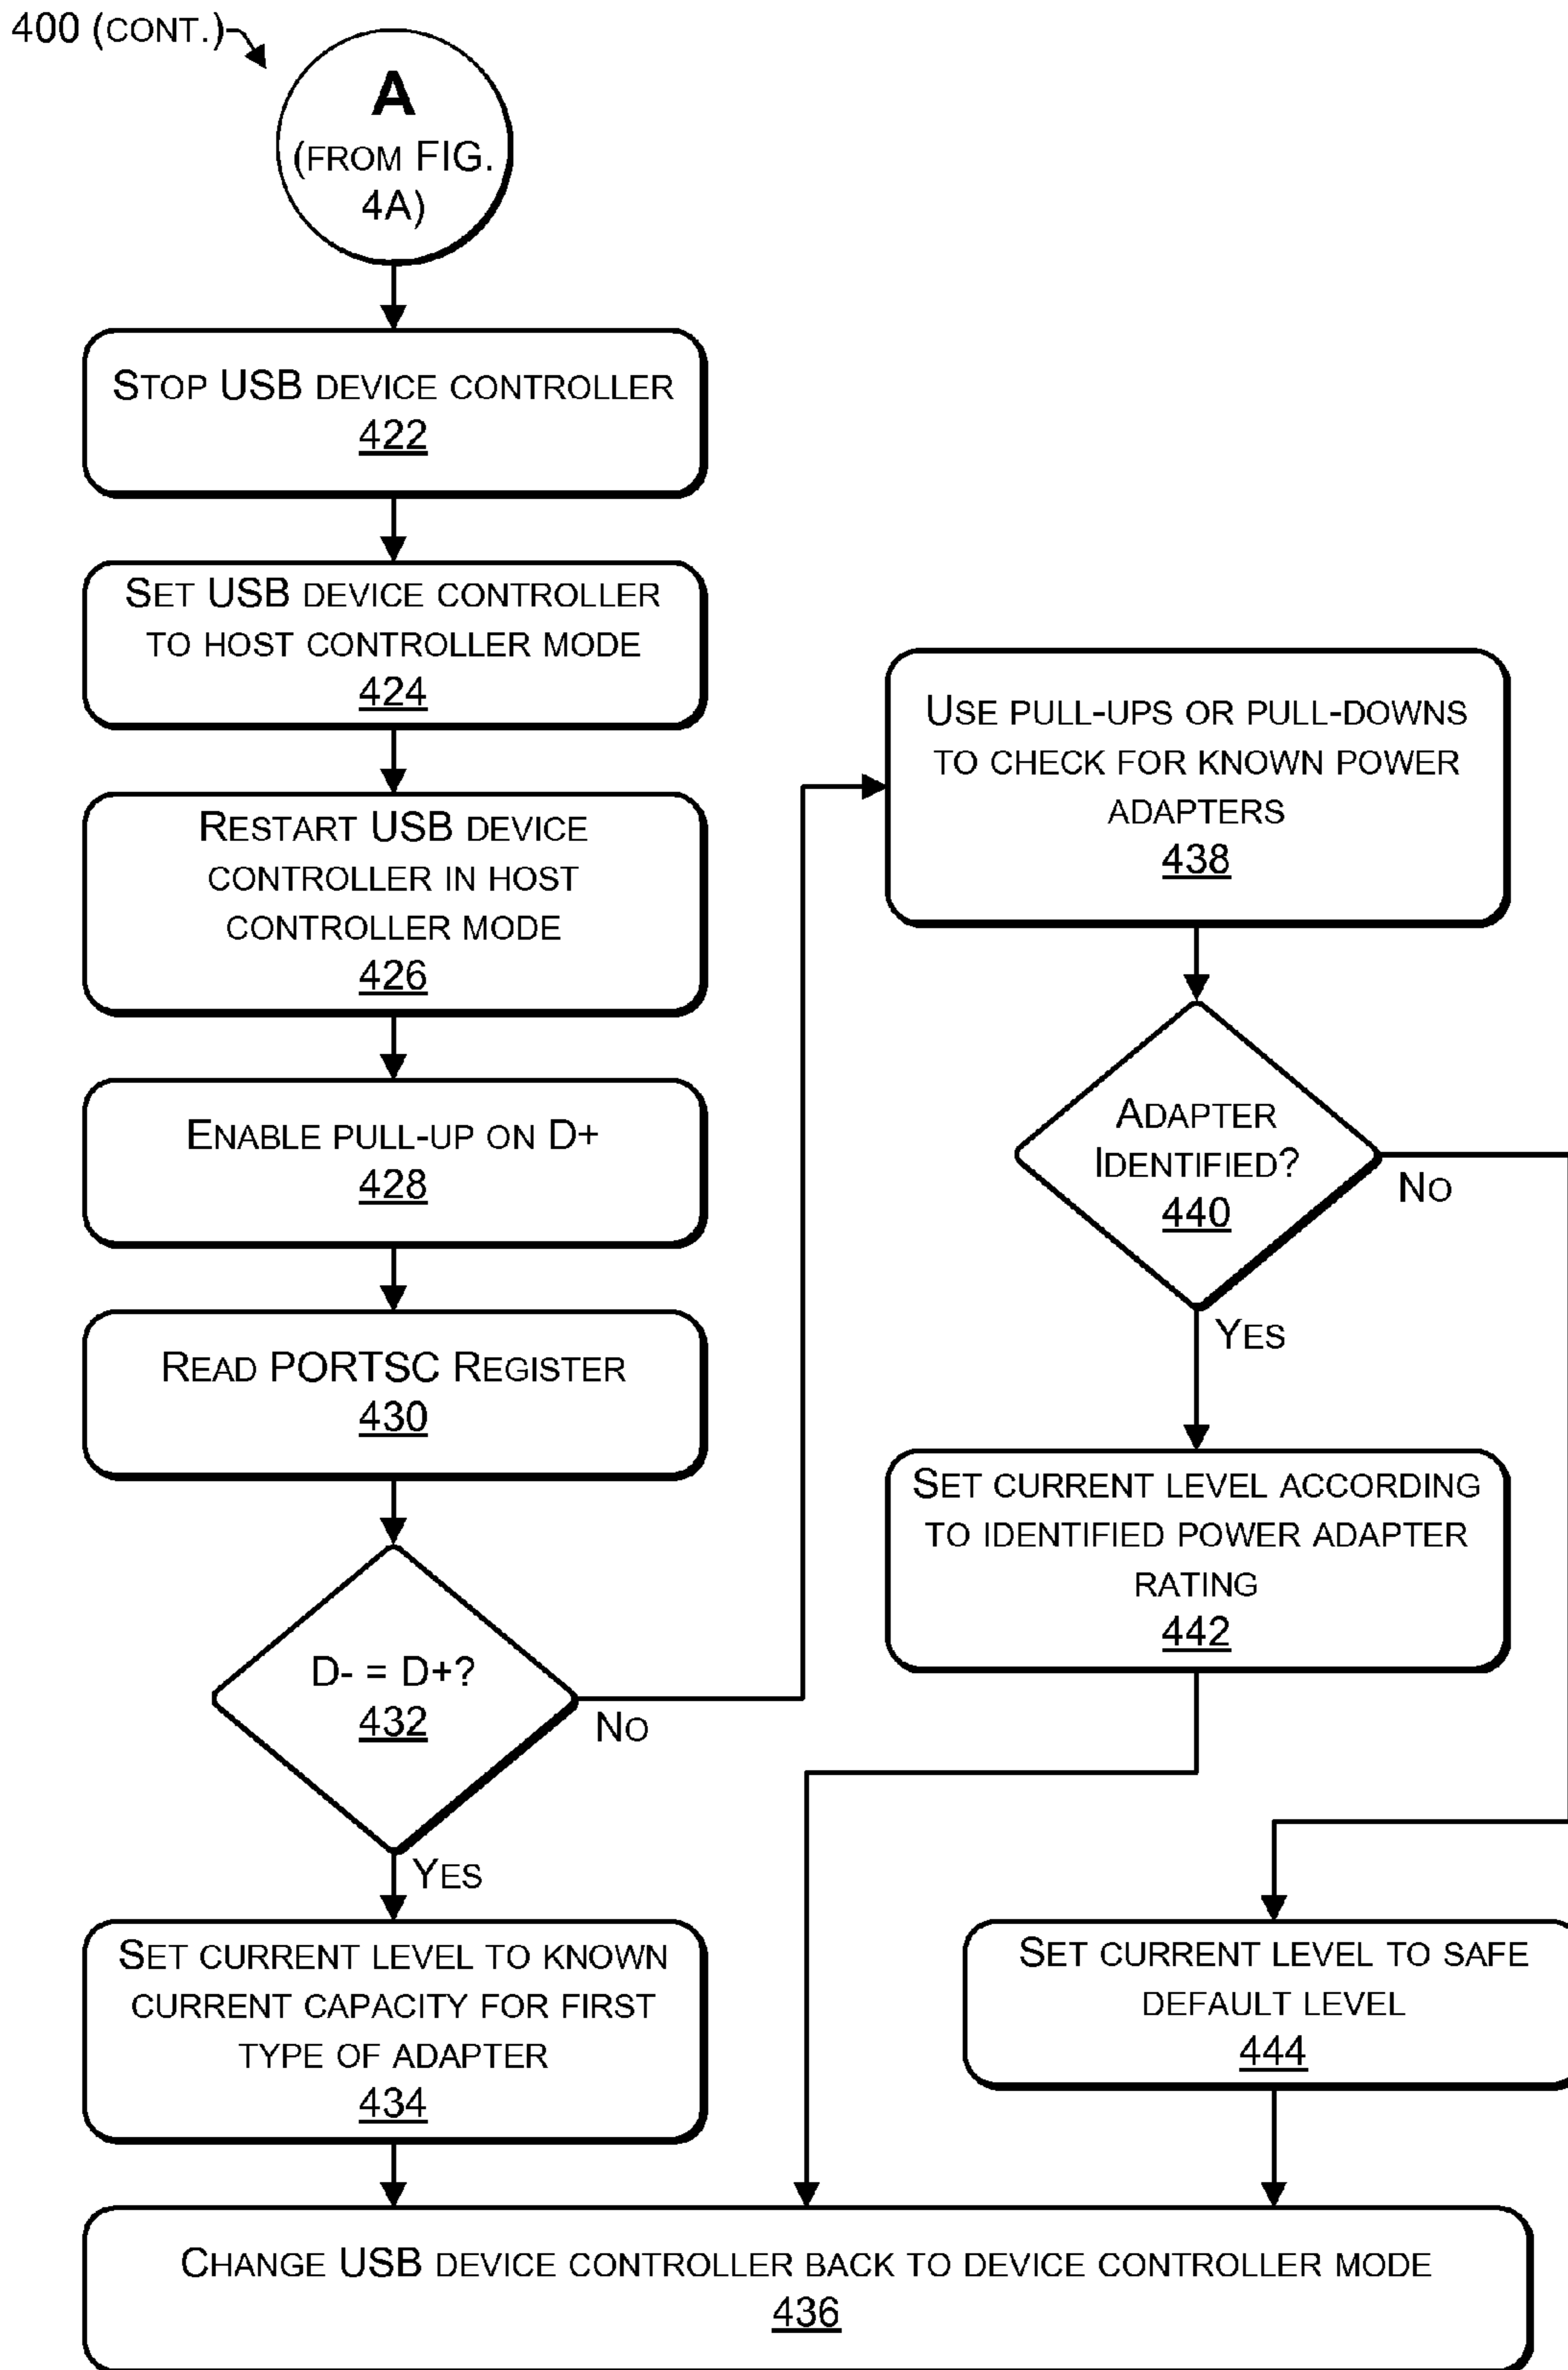 400 (CONT.)
A
(FROM FIG.
4A)
STOP USB DEVICE CONTROLLER
422
SET USB DEVICE CONTROLLER
TO HOST CONTROLLER MODE
424
RESTART USB DEVICE
CONTROLLER IN HOST
CONTROLLER MODE
426
ENABLE PULL-UP ON D+
428
READ PORTSC REGISTER
430
D- = D+?
432
NO
YES
SET CURRENT LEVEL TO KNOWN
CURRENT CAPACITY FOR FIRST
TYPE OF ADAPTER
434
USE PULL-UPS OR PULL-DOWNS
TO CHECK FOR KNOWN POWER
ADAPTERS
438
ADAPTER
IDENTIFIED?
440
NO
YES
SET CURRENT LEVEL ACCORDING
TO IDENTIFIED POWER ADAPTER
RATING
442
SET CURRENT LEVEL TO SAFE
DEFAULT LEVEL
444
CHANGE USB DEVICE CONTROLLER BACK TO DEVICE CONTROLLER MODE
436